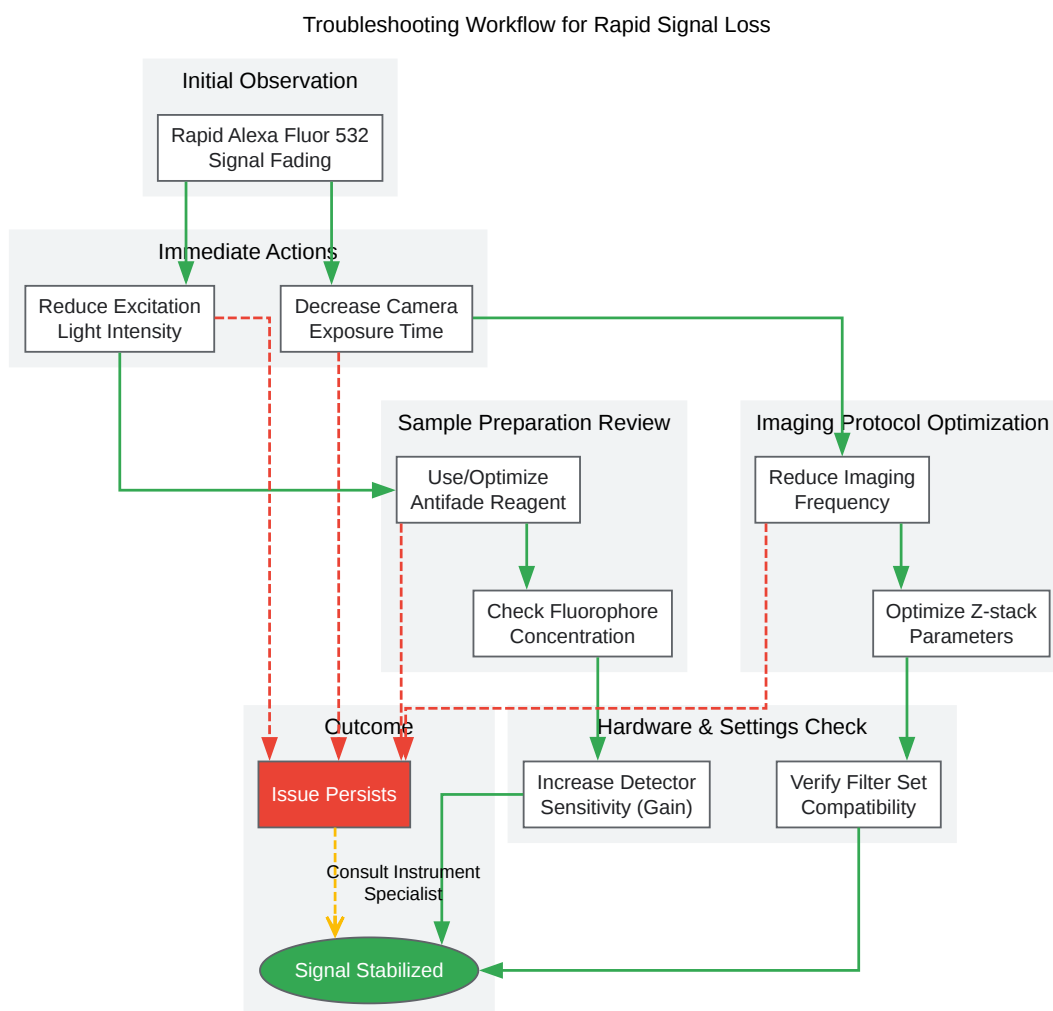 Troubleshooting Workflow for Rapid Signal Loss
Initial Observation
Rapid Alexa Fluor 532
Signal Fading
Immediate Actions
Reduce Excitation
Light Intensity
Decrease Camera
Exposure Time
Sample Preparation Review
Imaging Protocol Optimization
Use/Optimize
Antifade Reagent
Reduce Imaging
Frequency
Check Fluorophore
Concentration
Optimize Z-stack
Parameters
Outcome
Hardware & Settings Check
Issue Persists
Increase Detector
Sensitivity (Gain)
Verify Filter Set
Compatibility
Consult Instrument
Specialist
Signal Stabilized